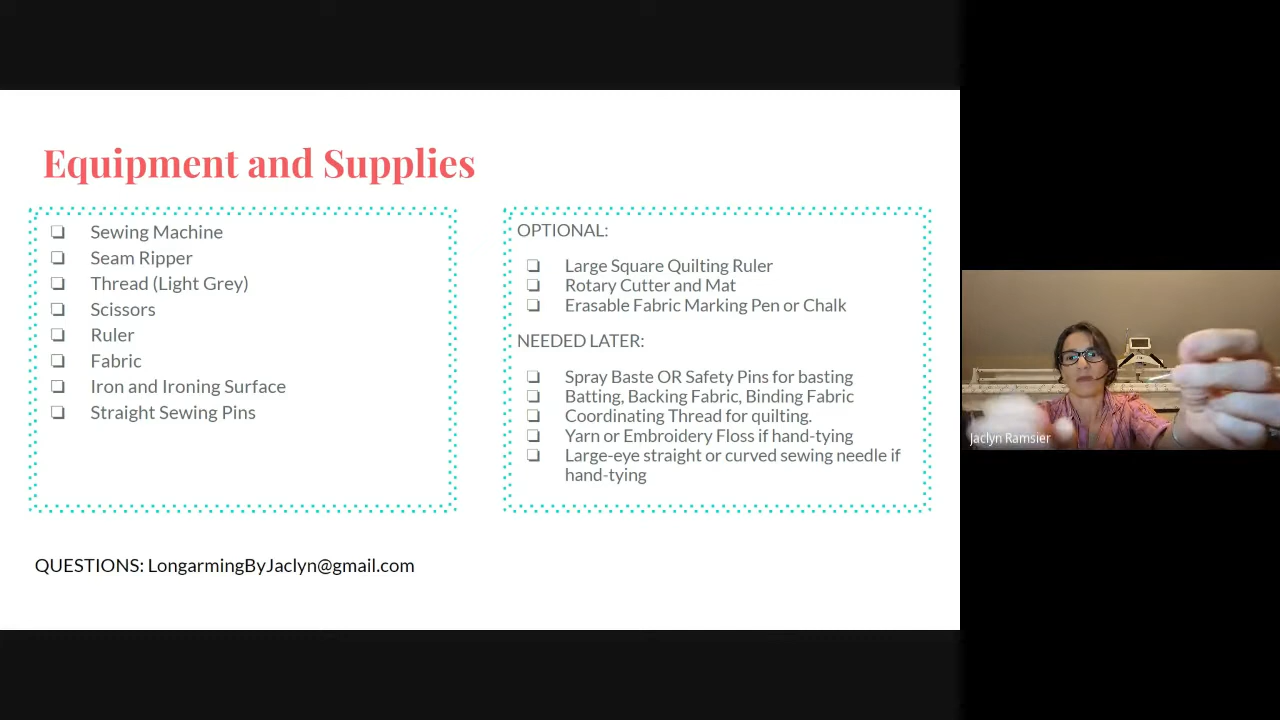 Equipment and Supplies
Sewing Machine
Seam Ripper
Thread (Light Grey)
Scissors
Ruler
Fabric
Iron and Ironing Surface
Straight Sewing Pins
OPTIONAL:
Large Square Quilting Ruler
Rotary Cutter and Mat
Erasable Fabric Marking Pen or Chalk
NEEDED LATER:
Spray Baste OR Safety Pins for basting
Batting, Backing Fabric, Binding Fabric
Coordinating Thread for quilting.
Yarn or Embroidery Floss if hand-tying
Large-eye straight or curved sewing needle if
hand-tying
QUESTIONS: LongarmingByJaclyn@gmail.com
Jaclyn Ramsier